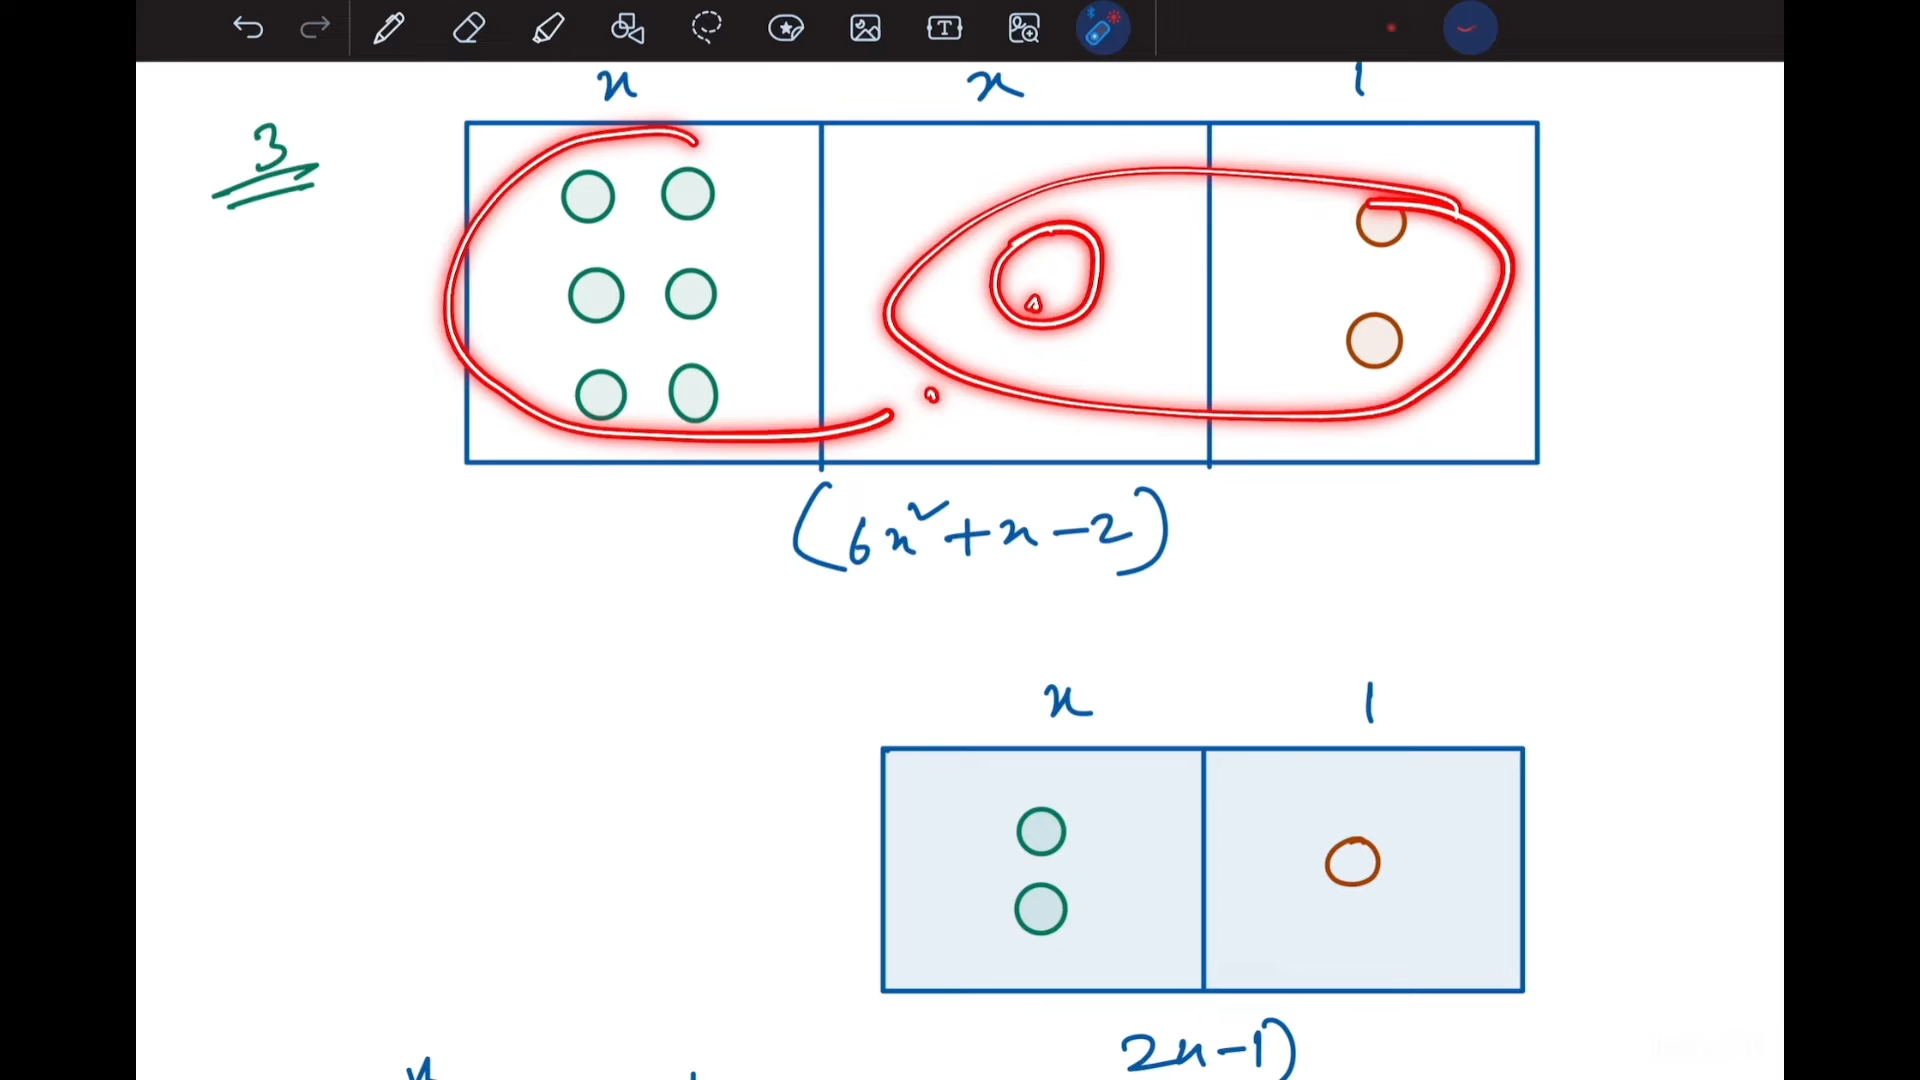 x x 1
3
(6x²+x-2)
x 1
2x-1)